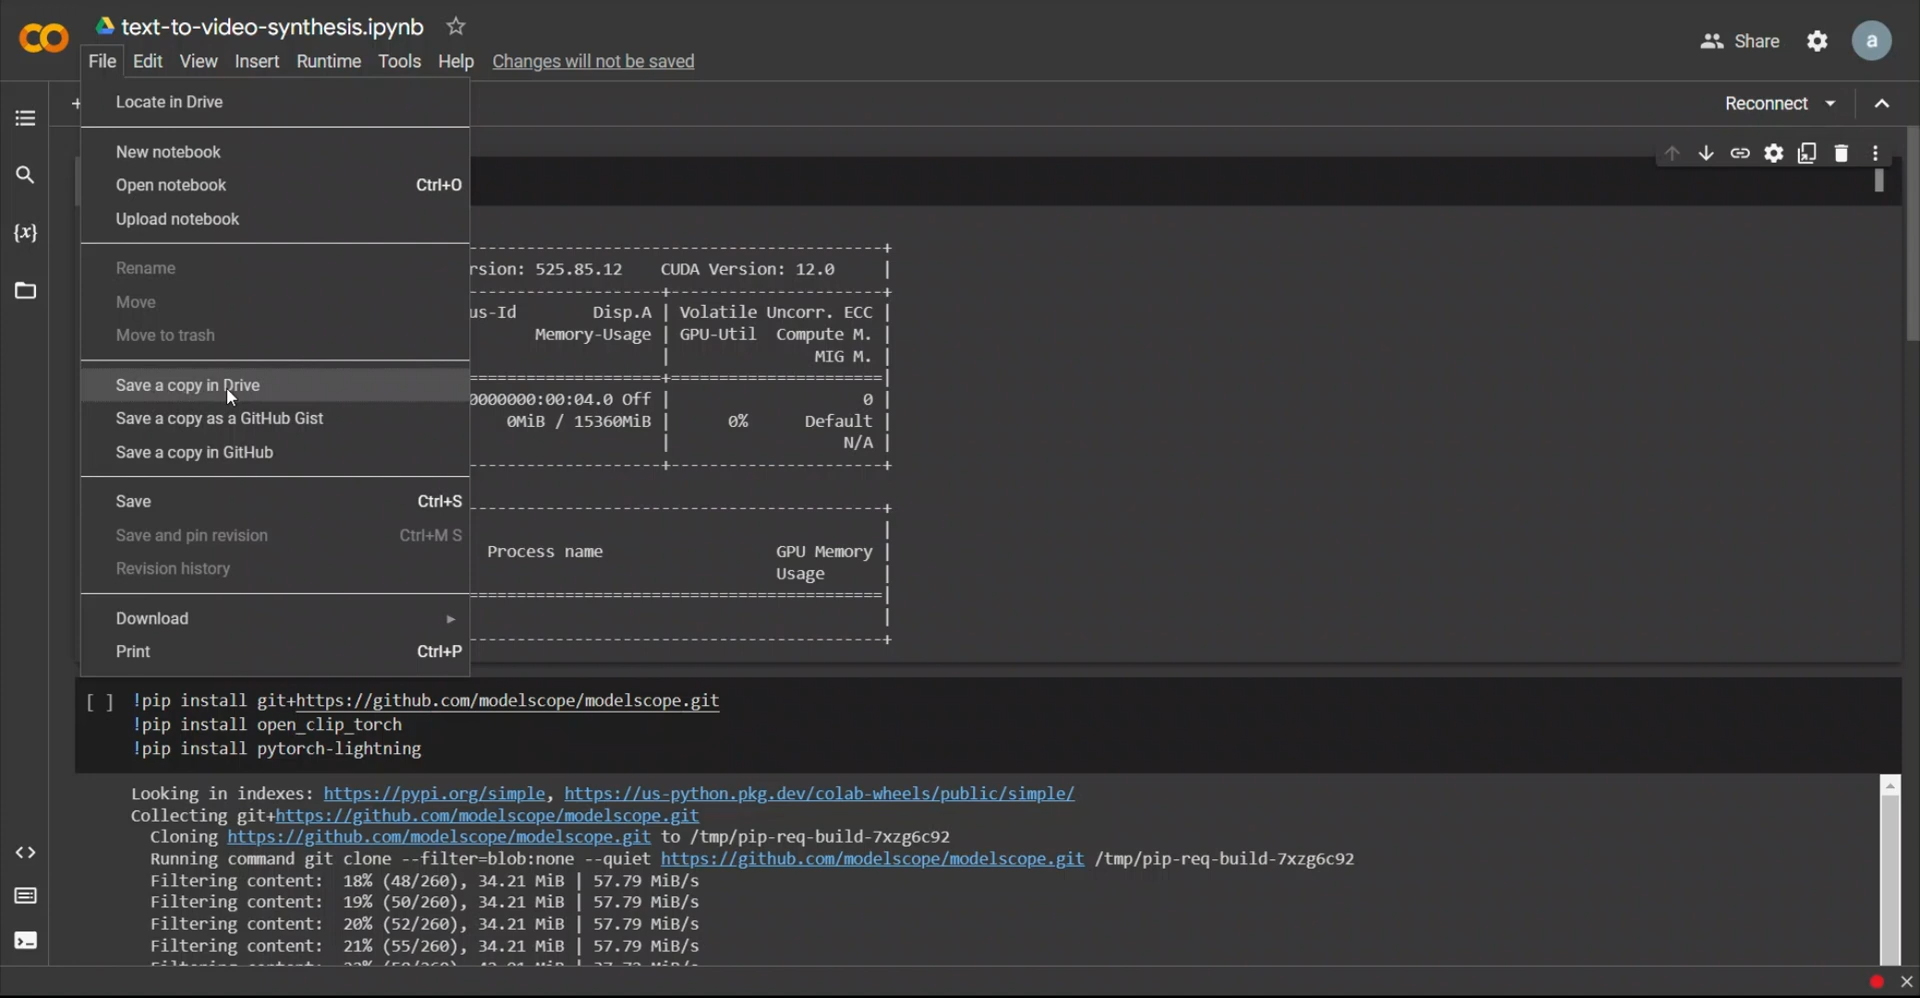 text-to-video-synthesis.ipynb
File Edit View Insert Runtime Tools Help Changes will not be saved
Share
a
Reconnect
Locate in Drive
New notebook
Open notebook Ctrl+O
Upload notebook
Rename
Move
Move to trash
Save a copy in Drive
Save a copy as a GitHub Gist
Save a copy in GitHub
Save Ctrl+S
Save and pin revision Ctrl+M S
Revision history
Download
Print Ctrl+P
{x}
rsion: 525.85.12 CUDA Version: 12.0 |
us-Id Disp.A | Volatile Uncorr. ECC |
Memory-Usage | GPU-Util Compute M. |
| MIG M. |
0000000:00:04.0 Off | 0 |
0MiB / 15360MiB | 0% Default |
| N/A |
Process name GPU Memory |
Usage |
[ ] !pip install git+https://github.com/modelscope/modelscope.git
!pip install open_clip_torch
!pip install pytorch-lightning
Looking in indexes: https://pypi.org/simple, https://us-python.pkg.dev/colab-wheels/public/simple/
Collecting git+https://github.com/modelscope/modelscope.git
Cloning https://github.com/modelscope/modelscope.git to /tmp/pip-req-build-7xzg6c92
Running command git clone --filter=blob:none --quiet https://github.com/modelscope/modelscope.git /tmp/pip-req-build-7xzg6c92
Filtering content: 18% (48/260), 34.21 MiB | 57.79 MiB/s
Filtering content: 19% (50/260), 34.21 MiB | 57.79 MiB/s
Filtering content: 20% (52/260), 34.21 MiB | 57.79 MiB/s
Filtering content: 21% (55/260), 34.21 MiB | 57.79 MiB/s